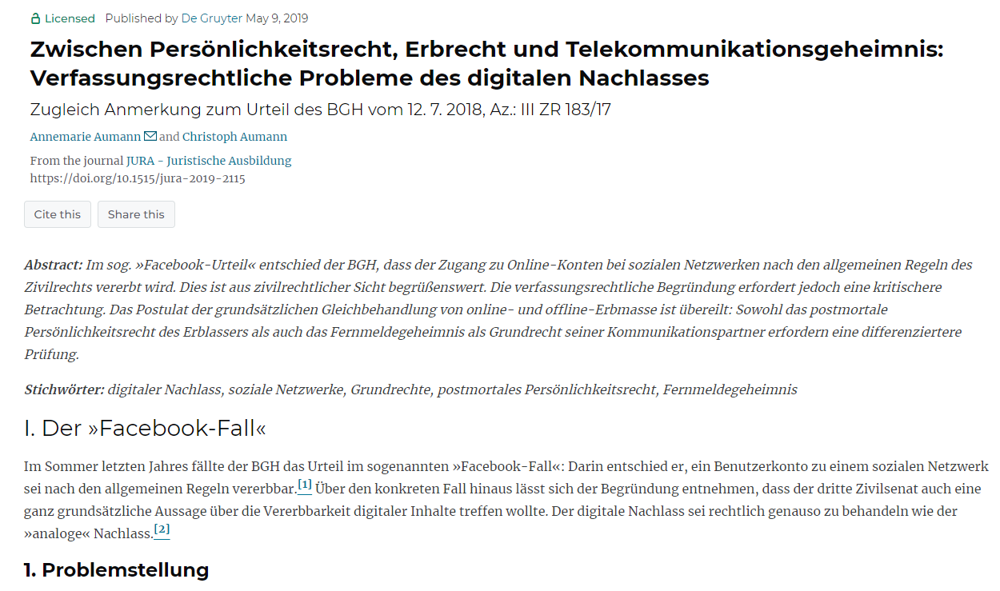 Licensed Published by De Gruyter May 9, 2019
Zwischen Persönlichkeitsrecht, Erbrecht und Telekommunikationsgeheimnis:
Verfassungsrechtliche Probleme des digitalen Nachlasses
Zugleich Anmerkung zum Urteil des BGH vom 12. 7. 2018, Az.: III ZR 183/17
Annemarie Aumann and Christoph Aumann
From the journal JURA - Juristische Ausbildung
https://doi.org/10.1515/jura-2019-2115
Cite this Share this
Abstract: Im sog. »Facebook-Urteil« entschied der BGH, dass der Zugang zu Online-Konten bei sozialen Netzwerken nach den allgemeinen Regeln des
Zivilrechts vererbt wird. Dies ist aus zivilrechtlicher Sicht begrüßenswert. Die verfassungsrechtliche Begründung erfordert jedoch eine kritischere
Betrachtung. Das Postulat der grundsätzlichen Gleichbehandlung von online- und offline-Erbmasse ist übereilt: Sowohl das postmortale
Persönlichkeitsrecht des Erblassers als auch das Fernmeldegeheimnis als Grundrecht seiner Kommunikationspartner erfordern eine differenziertere
Prüfung.
Stichwörter: digitaler Nachlass, soziale Netzwerke, Grundrechte, postmortales Persönlichkeitsrecht, Fernmeldegeheimnis
I. Der »Facebook-Fall«
Im Sommer letzten Jahres fällte der BGH das Urteil im sogenannten »Facebook-Fall«: Darin entschied er, ein Benutzerkonto zu einem sozialen Netzwerk
sei nach den allgemeinen Regeln vererbbar.[1] Über den konkreten Fall hinaus lässt sich der Begründung entnehmen, dass der dritte Zivilsenat auch eine
ganz grundsätzliche Aussage über die Vererbbarkeit digitaler Inhalte treffen wollte. Der digitale Nachlass sei rechtlich genauso zu behandeln wie der
»analoge« Nachlass.[2]
1. Problemstellung